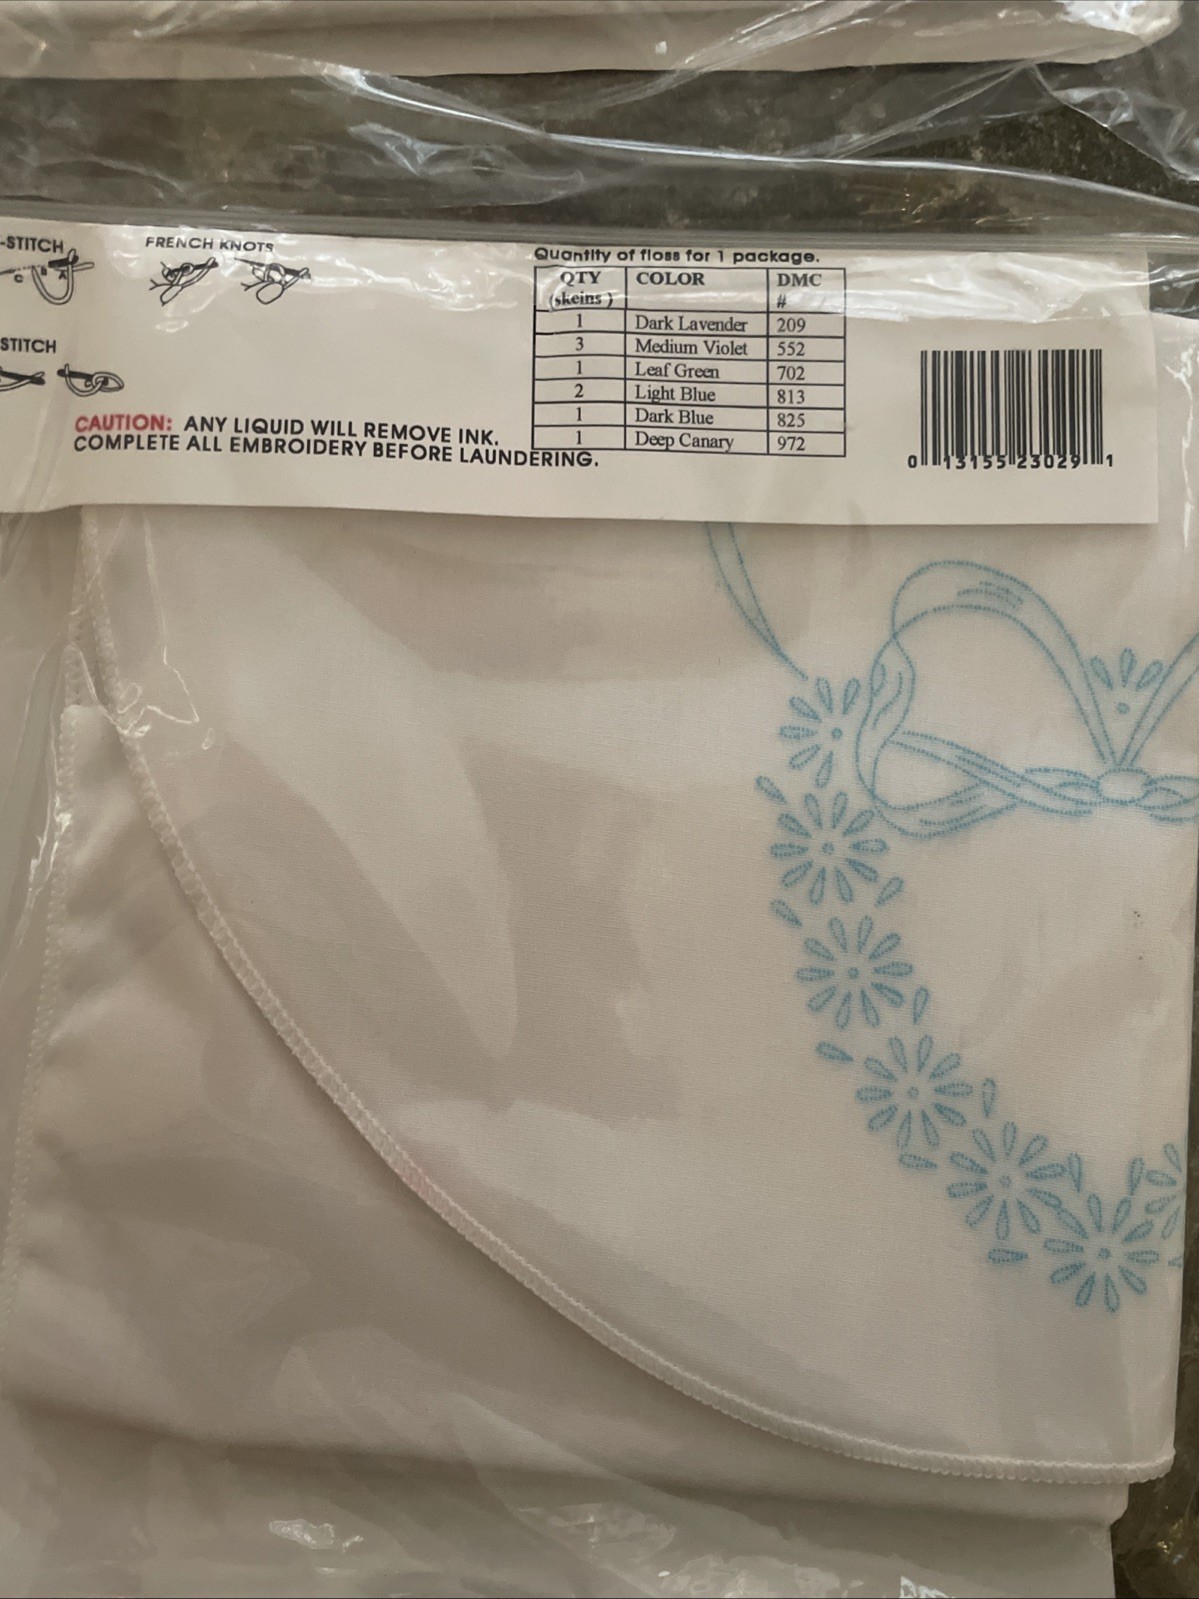 -STITCH
C B A
FRENCH KNOTS
STITCH
CAUTION: ANY LIQUID WILL REMOVE INK.
COMPLETE ALL EMBROIDERY BEFORE LAUNDERING.
Quantity of floss for 1 package.
QTY (skeins) COLOR DMC #
1 Dark Lavender 209
3 Medium Violet 552
1 Leaf Green 702
2 Light Blue 813
1 Dark Blue 825
1 Deep Canary 972
0 13155 23029 1